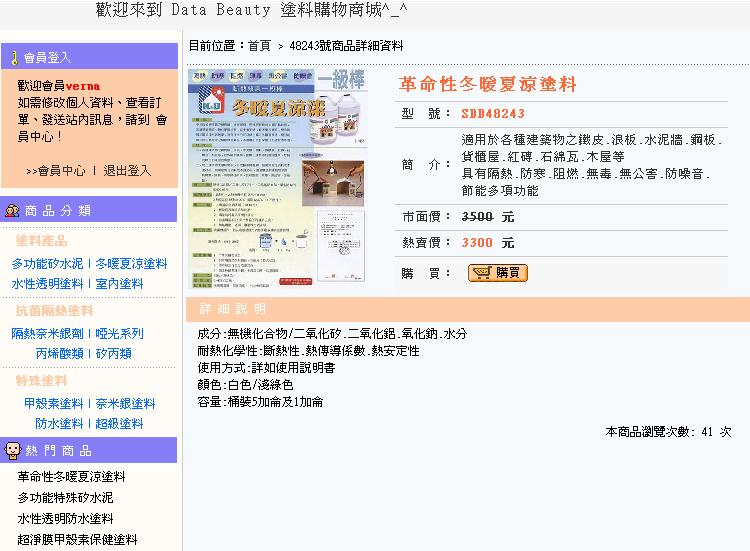 歡迎來到 Data Beauty 塗料購物商城^_^
會員登入
歡迎會員verna
如需修改個人資料、查看訂
單、發送站內訊息，請到 會
員中心！
>>會員中心 | 退出登入
商品分類
塗料產品
多功能矽水泥 | 冬暖夏涼塗料
水性透明塗料 | 室內塗料
抗菌隔熱塗料
隔熱奈米銀劑 | 啞光系列
丙烯酸類 | 矽丙類
特殊塗料
甲殼素塗料 | 奈米銀塗料
防水塗料 | 超級塗料
熱門商品
革命性冬暖夏涼塗料
多功能特殊矽水泥
水性透明防水塗料
超淨膜甲殼素保健塗料
目前位置：首頁 > 48243號商品詳細資料
一級棒
冬暖夏涼漆
革命性冬暖夏涼塗料
型 號： SDD48243
簡 介：
適用於各種建築物之鐵皮.浪板.水泥牆.鋼板.
貨櫃屋.紅磚.石綿瓦.木屋等
具有隔熱.防寒.阻燃.無毒.無公害.防噪音.
節能多項功能
市面價： 3500 元
熱賣價： 3300 元
購 買： 購買
詳細說明
成分:無機化合物/二氧化矽.二氧化鋁.氧化鈉.水分
耐熱化學性:斷熱性.熱傳導係數.熱安定性
使用方式:詳如使用說明書
顏色:白色/淺綠色
容量:桶裝5加侖及1加侖
本商品瀏覽次數: 41 次